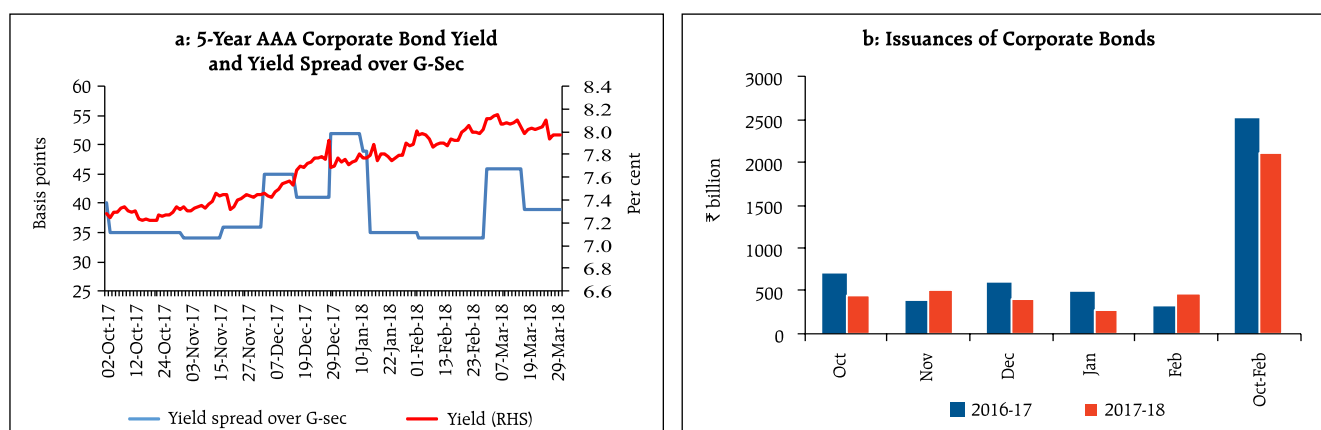 a: 5-Year AAA Corporate Bond Yield
and Yield Spread over G-Sec
Basis points
60
55
50
45
40
35
30
25
8.4
8.2
8.0
7.8
7.6
7.4
7.2
7.0
6.8
6.6
Per cent
02-Oct-17
12-Oct-17
24-Oct-17
03-Nov-17
15-Nov-17
27-Nov-17
07-Dec-17
19-Dec-17
29-Dec-17
10-Jan-18
22-Jan-18
01-Feb-18
13-Feb-18
23-Feb-18
07-Mar-18
19-Mar-18
29-Mar-18
Yield spread over G-sec
Yield (RHS)
b: Issuances of Corporate Bonds
₹ billion
3000
2500
2000
1500
1000
500
0
Oct
Nov
Dec
Jan
Feb
Oct-Feb
2016-17
2017-18